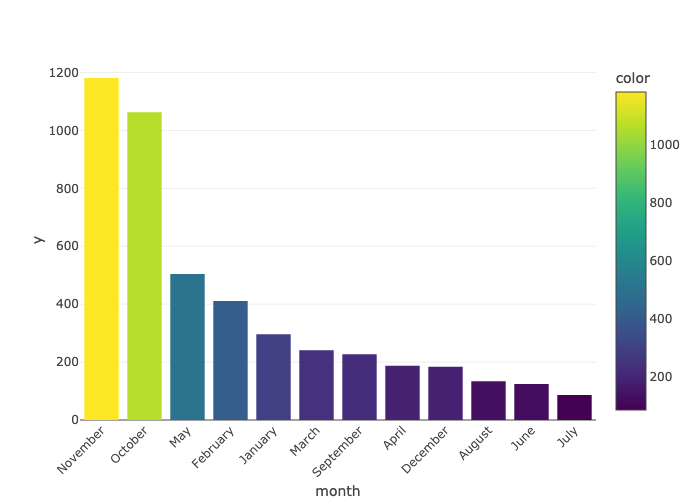 1200
1000
800
600
400
200
0
y
November
October
May
February
January
March
September
April
December
August
June
July
month
color
1000
800
600
400
200